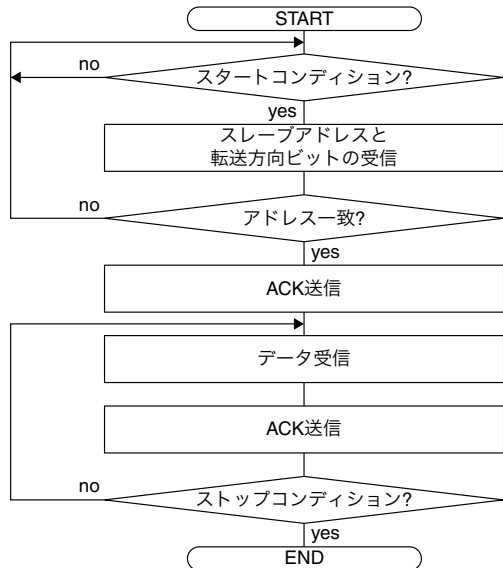 START
no
スタートコンディション?
yes
スレーブアドレスと
転送方向ビットの受信
no
アドレス一致?
yes
ACK送信
データ受信
ACK送信
no
ストップコンディション?
yes
END